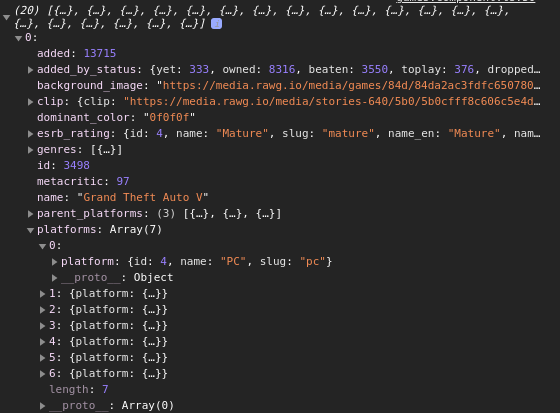 (20) [{…}, {…}, {…}, {…}, {…}, {…}, {…}, {…}, {…}, {…}, {…}, {…}, {…}, {…},
{…}, {…}, {…}, {…}, {…}, {…}]
0:
added: 13715
added_by_status: {yet: 333, owned: 8316, beaten: 3550, toplay: 376, dropped…
background_image: "https://media.rawg.io/media/games/84d/84da2ac3fdfc650780…
clip: {clip: "https://media.rawg.io/media/stories-640/5b0/5b0cfff8c606c5e4d…
dominant_color: "0f0f0f"
esrb_rating: {id: 4, name: "Mature", slug: "mature", name_en: "Mature", nam…
genres: [{…}]
id: 3498
metacritic: 97
name: "Grand Theft Auto V"
parent_platforms: (3) [{…}, {…}, {…}]
platforms: Array(7)
0:
platform: {id: 4, name: "PC", slug: "pc"}
__proto__: Object
1: {platform: {…}}
2: {platform: {…}}
3: {platform: {…}}
4: {platform: {…}}
5: {platform: {…}}
6: {platform: {…}}
length: 7
__proto__: Array(0)